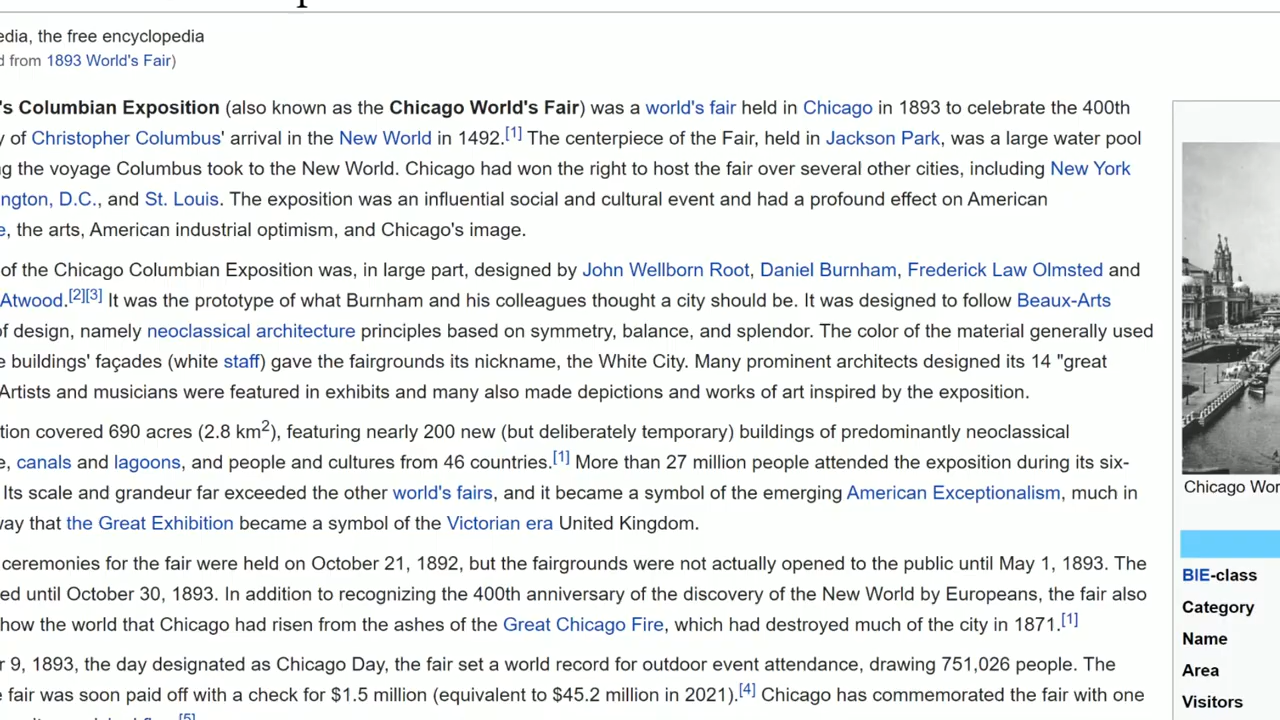 edia, the free encyclopedia
d from 1893 World's Fair)
's Columbian Exposition (also known as the Chicago World's Fair) was a world's fair held in Chicago in 1893 to celebrate the 400th
y of Christopher Columbus' arrival in the New World in 1492.[1] The centerpiece of the Fair, held in Jackson Park, was a large water pool
ng the voyage Columbus took to the New World. Chicago had won the right to host the fair over several other cities, including New York
ngton, D.C., and St. Louis. The exposition was an influential social and cultural event and had a profound effect on American
e, the arts, American industrial optimism, and Chicago's image.
of the Chicago Columbian Exposition was, in large part, designed by John Wellborn Root, Daniel Burnham, Frederick Law Olmsted and
Atwood.[2][3] It was the prototype of what Burnham and his colleagues thought a city should be. It was designed to follow Beaux-Arts
of design, namely neoclassical architecture principles based on symmetry, balance, and splendor. The color of the material generally used
e buildings' façades (white staff) gave the fairgrounds its nickname, the White City. Many prominent architects designed its 14 "great
Artists and musicians were featured in exhibits and many also made depictions and works of art inspired by the exposition.
tion covered 690 acres (2.8 km2), featuring nearly 200 new (but deliberately temporary) buildings of predominantly neoclassical
e, canals and lagoons, and people and cultures from 46 countries.[1] More than 27 million people attended the exposition during its six-
Its scale and grandeur far exceeded the other world's fairs, and it became a symbol of the emerging American Exceptionalism, much in
way that the Great Exhibition became a symbol of the Victorian era United Kingdom.
ceremonies for the fair were held on October 21, 1892, but the fairgrounds were not actually opened to the public until May 1, 1893. The
ed until October 30, 1893. In addition to recognizing the 400th anniversary of the discovery of the New World by Europeans, the fair also
how the world that Chicago had risen from the ashes of the Great Chicago Fire, which had destroyed much of the city in 1871.[1]
r 9, 1893, the day designated as Chicago Day, the fair set a world record for outdoor event attendance, drawing 751,026 people. The
e fair was soon paid off with a check for $1.5 million (equivalent to $45.2 million in 2021).[4] Chicago has commemorated the fair with one
[5]
Chicago Wor
BIE-class
Category
Name
Area
Visitors